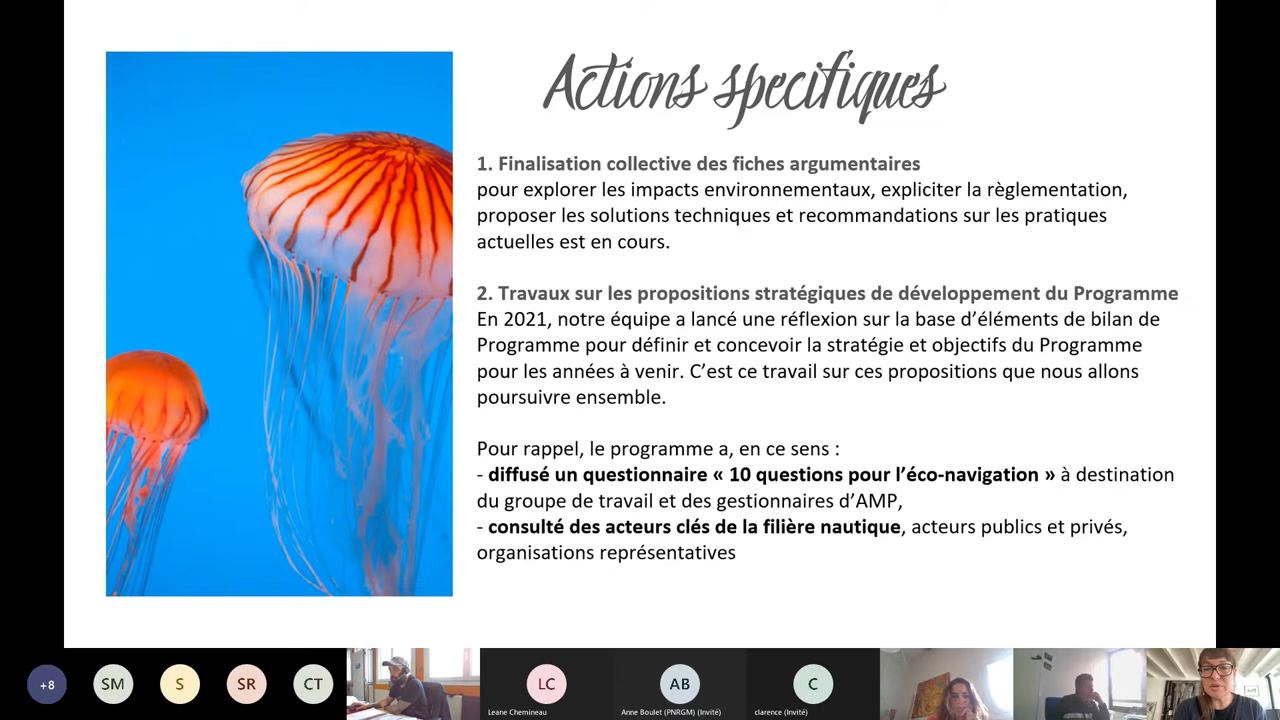 Actions specifiques
1. Finalisation collective des fiches argumentaires
pour explorer les impacts environnementaux, expliciter la règlementation,
proposer les solutions techniques et recommandations sur les pratiques
actuelles est en cours.
2. Travaux sur les propositions stratégiques de développement du Programme
En 2021, notre équipe a lancé une réflexion sur la base d’éléments de bilan de
Programme pour définir et concevoir la stratégie et objectifs du Programme
pour les années à venir. C’est ce travail sur ces propositions que nous allons
poursuivre ensemble.
Pour rappel, le programme a, en ce sens :
- diffusé un questionnaire « 10 questions pour l’éco-navigation » à destination
du groupe de travail et des gestionnaires d’AMP,
- consulté des acteurs clés de la filière nautique, acteurs publics et privés,
organisations représentatives
+8
SM
S
SR
CT
LC
AB
C
Leane Chemineau
Anne Boulet (PNRGM) (Invité)
clarence (Invité)